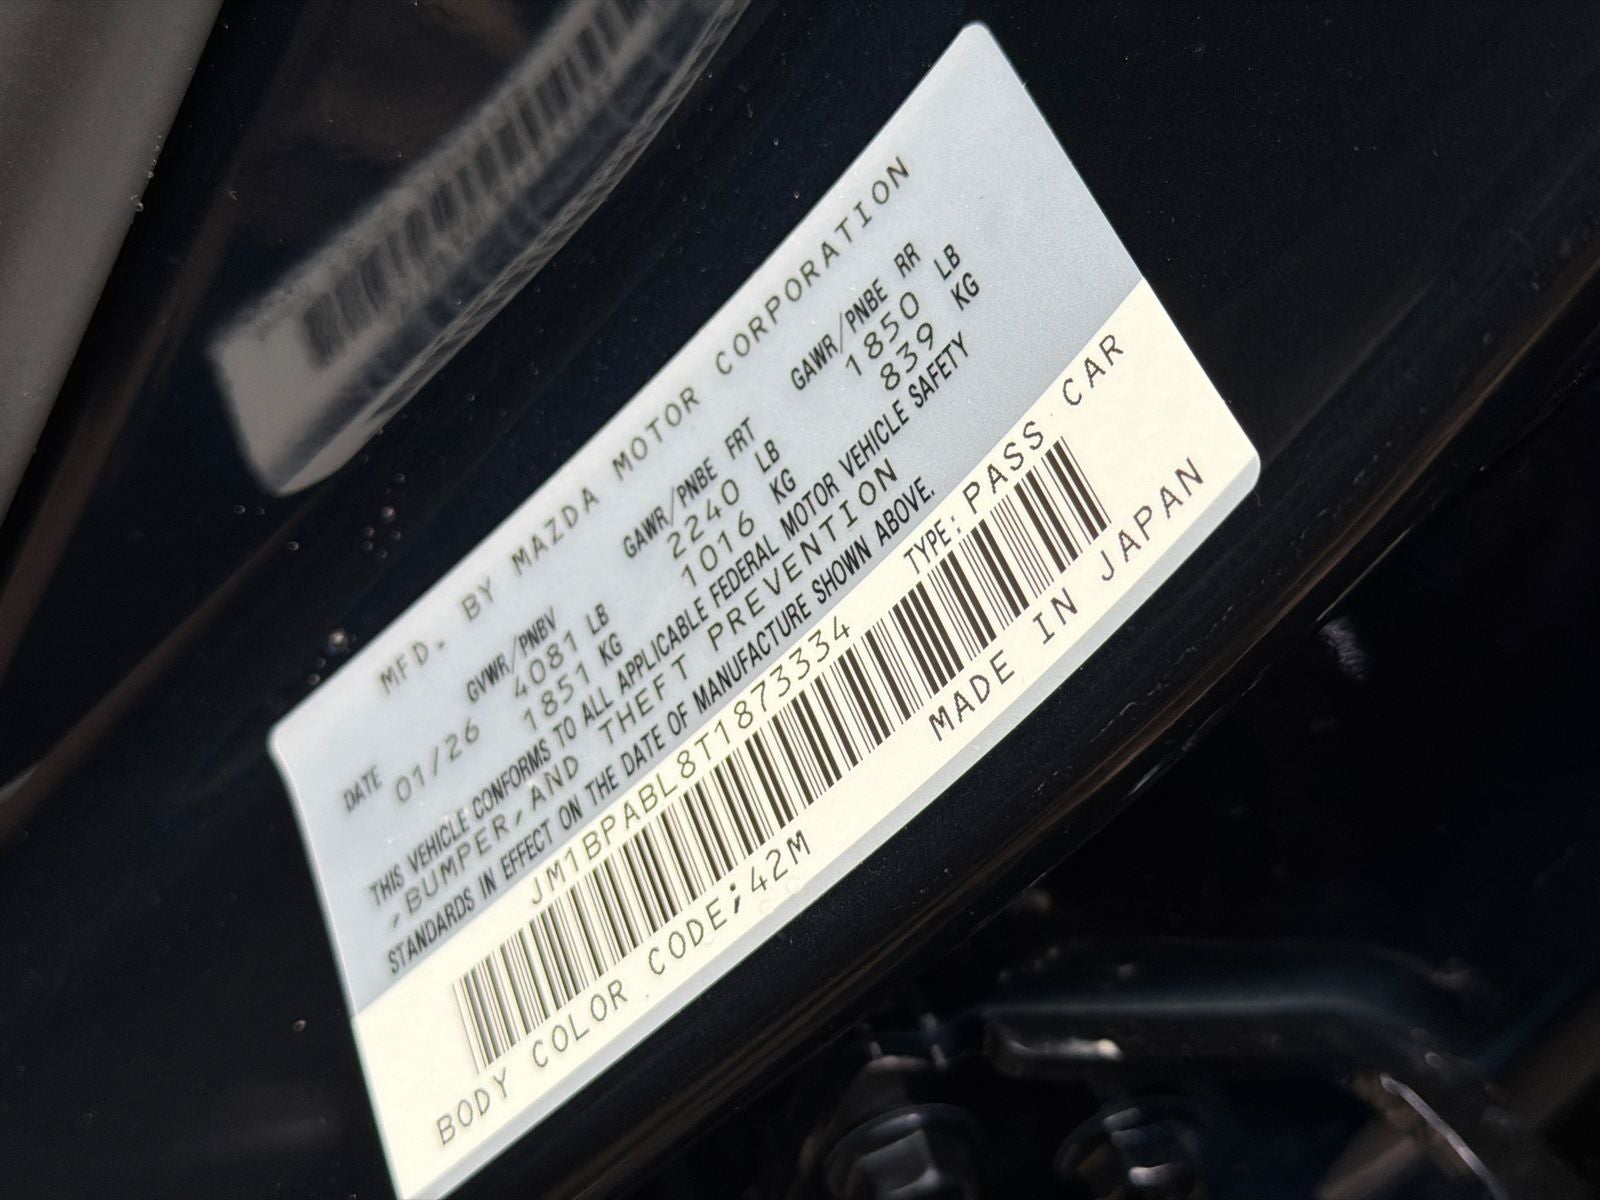 MFD. BY MAZDA MOTOR CORPORATION
DATE GVWR/PNBV GAWR/PNBE FRT GAWR/PNBE RR
01/26 4081 LB 2240 LB 1850 LB
1851 KG 1016 KG 839 KG
THIS VEHICLE CONFORMS TO ALL APPLICABLE FEDERAL MOTOR VEHICLE SAFETY
,BUMPER,AND THEFT PREVENTION
STANDARDS IN EFFECT ON THE DATE OF MANUFACTURE SHOWN ABOVE.
JM1BPABL8T1873334 TYPE: PASS CAR
BODY COLOR CODE;42M MADE IN JAPAN